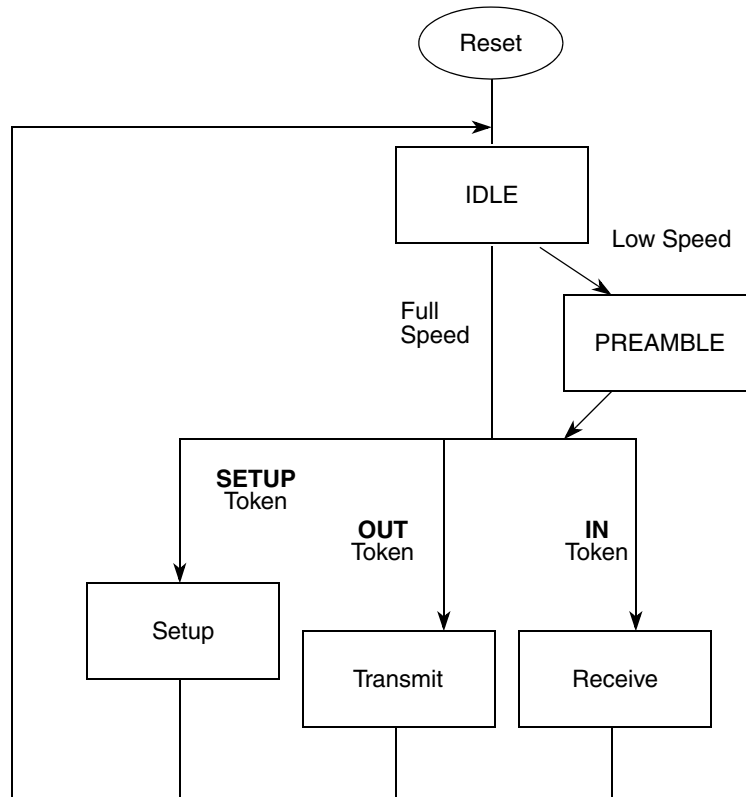 Reset
IDLE
Low Speed
Full
Speed
PREAMBLE
SETUP
Token
OUT
Token
IN
Token
Setup
Transmit
Receive